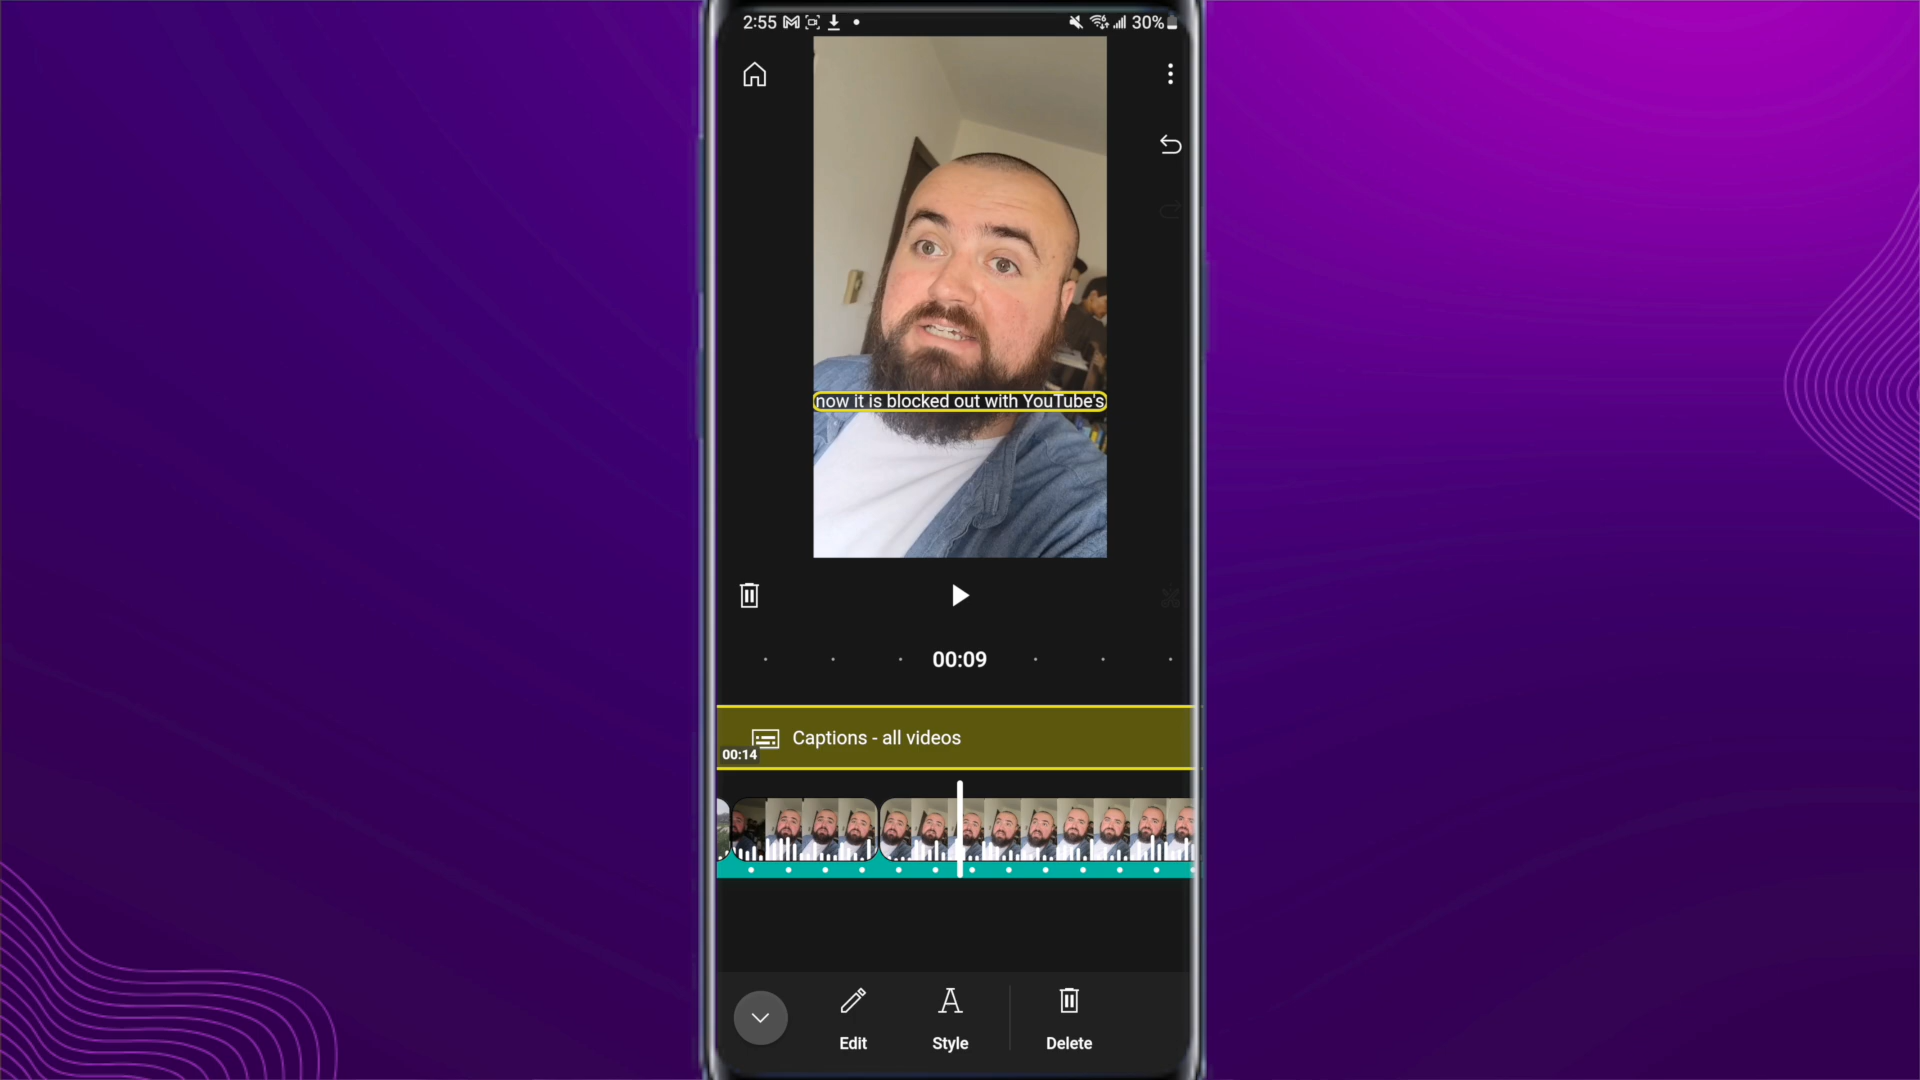 2:55
30%
now it is blocked out with YouTube's
00:09
Captions - all videos
00:14
Edit
Style
Delete